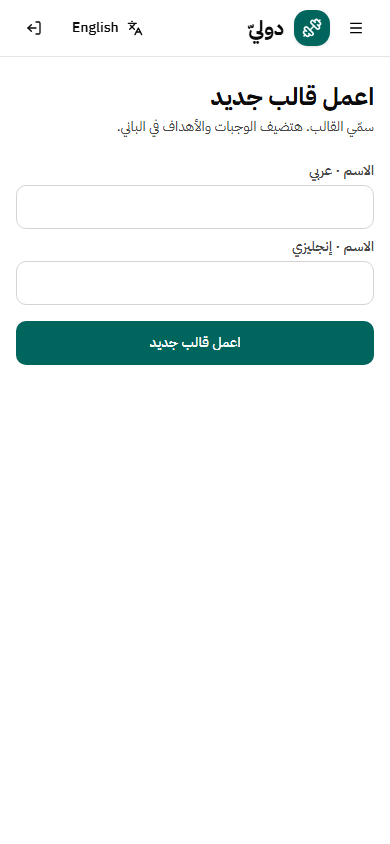 دوليّ
English
اعمل قالب جديد
سمّي القالب. هتضيف الوجبات والأهداف في الباني.
الاسم · عربي
الاسم · إنجليزي
اعمل قالب جديد